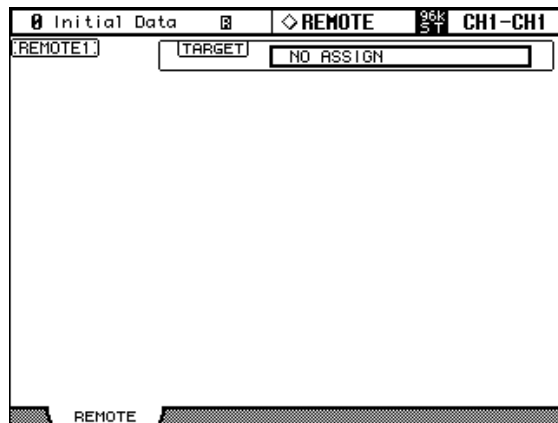 0 Initial Data R ◇REMOTE 96k ST CH1-CH1
REMOTE1 TARGET NO ASSIGN
REMOTE